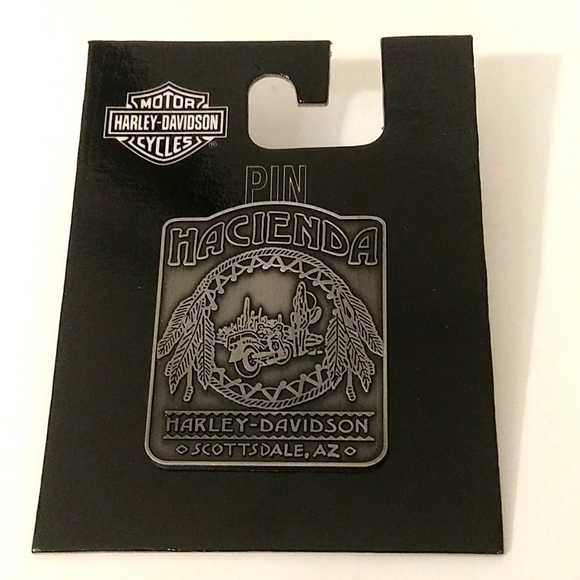 MOTOR
HARLEY-DAVIDSON
CYCLES
®
PIN
HACIENDA
HARLEY-DAVIDSON
◇ SCOTTSDALE, AZ ◇